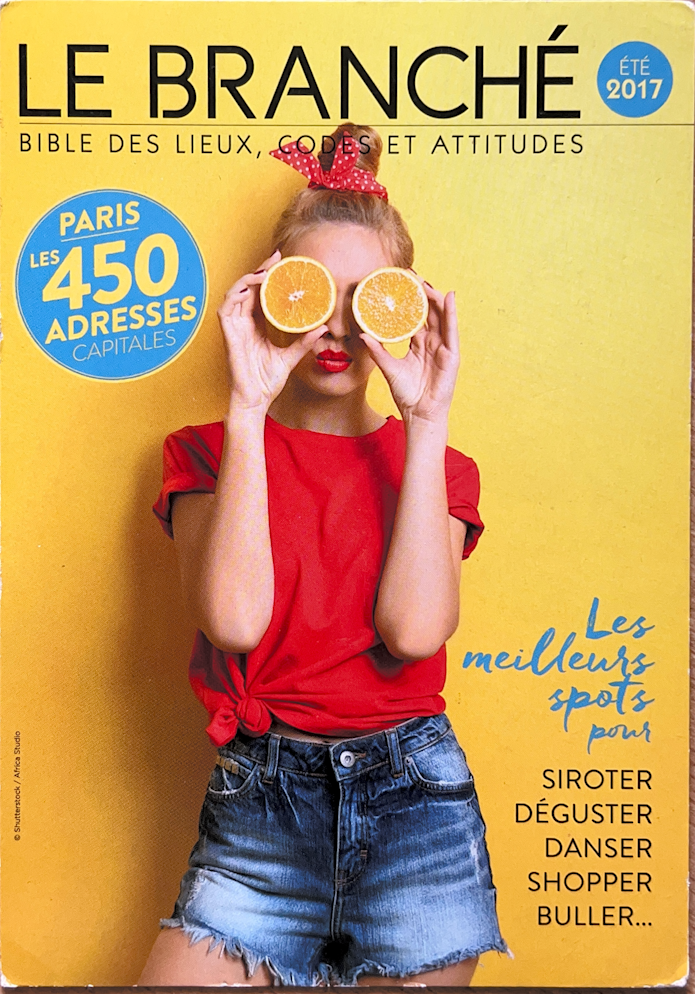 LE BRANCHÉ
ÉTÉ
2017
BIBLE DES LIEUX, CODES ET ATTITUDES
PARIS
LES 450
ADRESSES
CAPITALES
Les
meilleurs
spots
pour
SIROTER
DÉGUSTER
DANSER
SHOPPER
BULLER...
© Shutterstock / Africa Studio